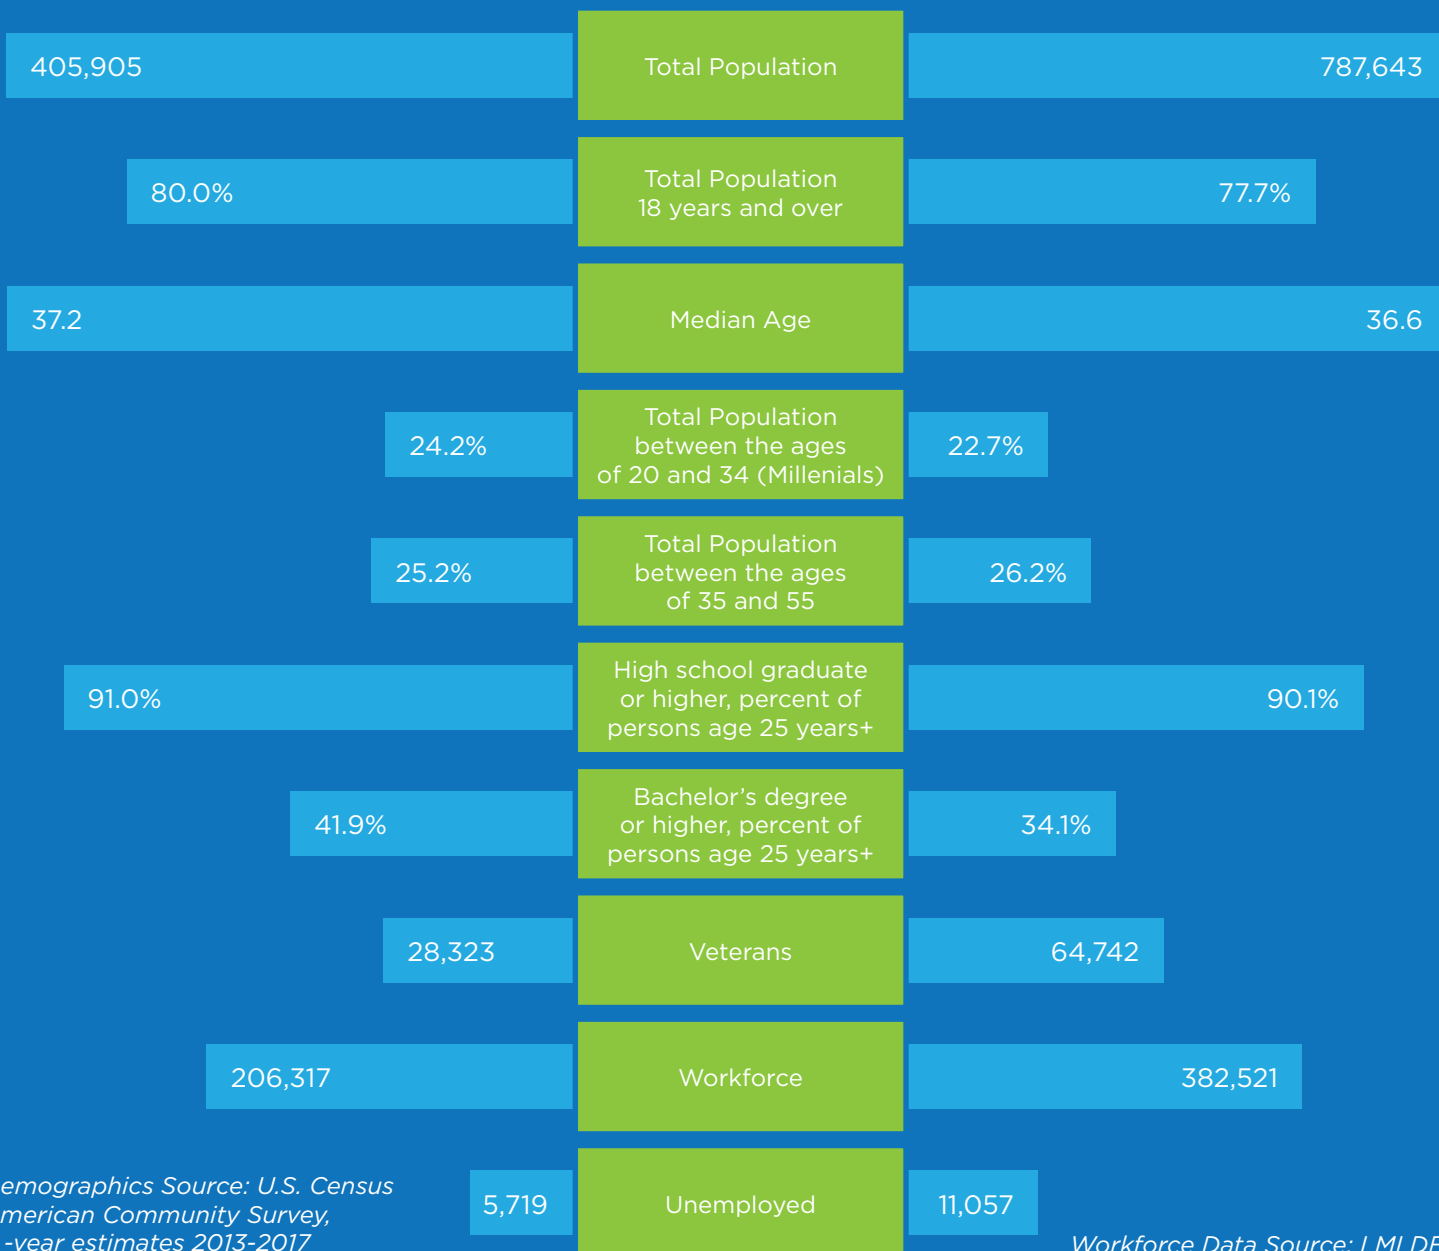 405,905
Total Population
787,643
80.0%
Total Population
18 years and over
77.7%
37.2
Median Age
36.6
24.2%
Total Population
between the ages
of 20 and 34 (Millenials)
22.7%
25.2%
Total Population
between the ages
of 35 and 55
26.2%
91.0%
High school graduate
or higher, percent of
persons age 25 years+
90.1%
41.9%
Bachelor’s degree
or higher, percent of
persons age 25 years+
34.1%
28,323
Veterans
64,742
206,317
Workforce
382,521
5,719
Unemployed
11,057
emographics Source: U.S. Census
merican Community Survey,
-year estimates 2013-2017
Workforce Data Source: LMI, DE